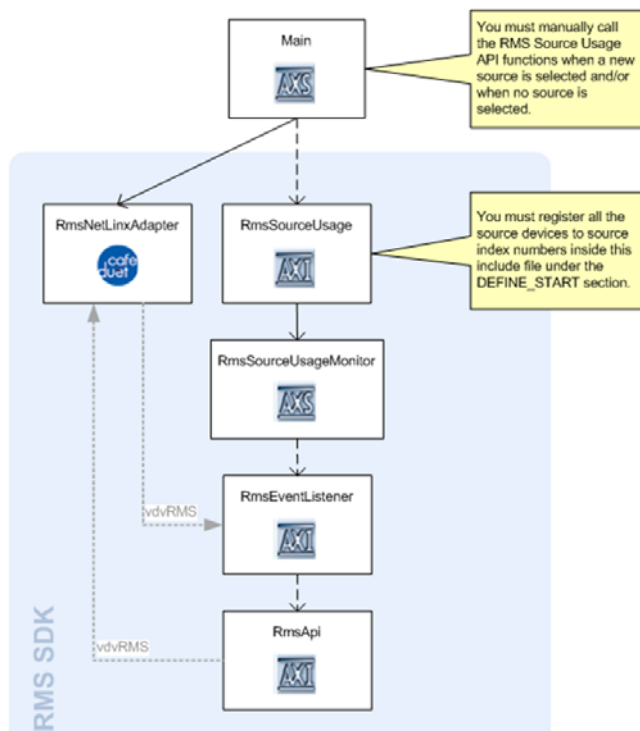 Main
AXS
You must manually call
the RMS Source Usage
API functions when a new
source is selected and/or
when no source is
selected.
RmsNetLinxAdapter
cafe
duet
RmsSourceUsage
AXI
You must register all the
source devices to source
index numbers inside this
include file under the
DEFINE_START section.
RmsSourceUsageMonitor
AXS
RmsEventListener
AXI
vdvRMS
RmsApi
AXI
vdvRMS
RMS SDK